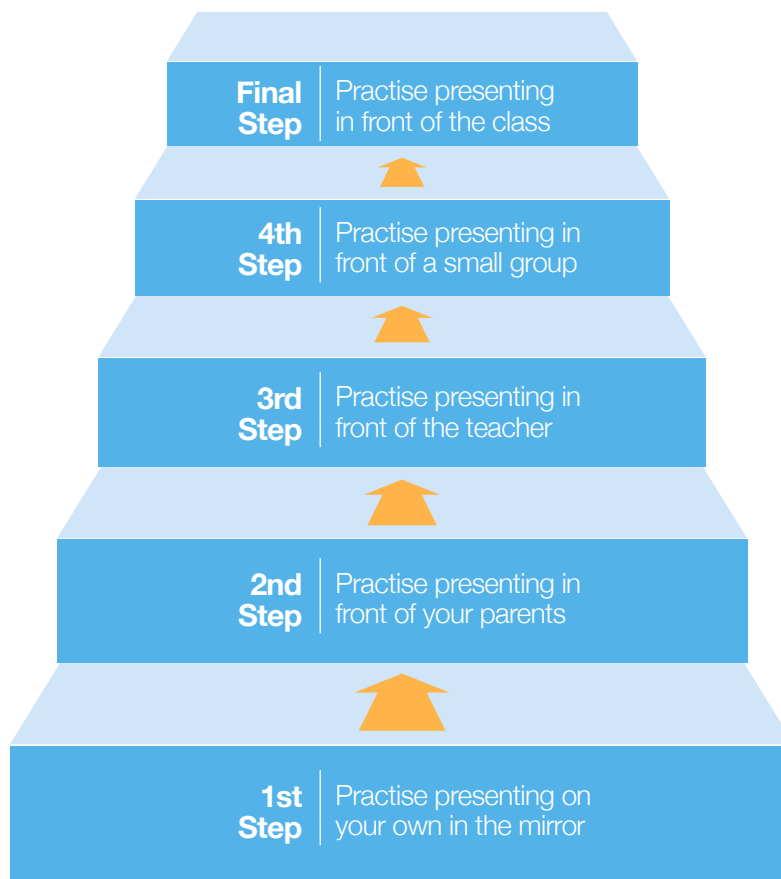 Final
Step
Practise presenting
in front of the class
4th
Step
Practise presenting in
front of a small group
3rd
Step
Practise presenting in
front of the teacher
2nd
Step
Practise presenting in
front of your parents
1st
Step
Practise presenting on
your own in the mirror